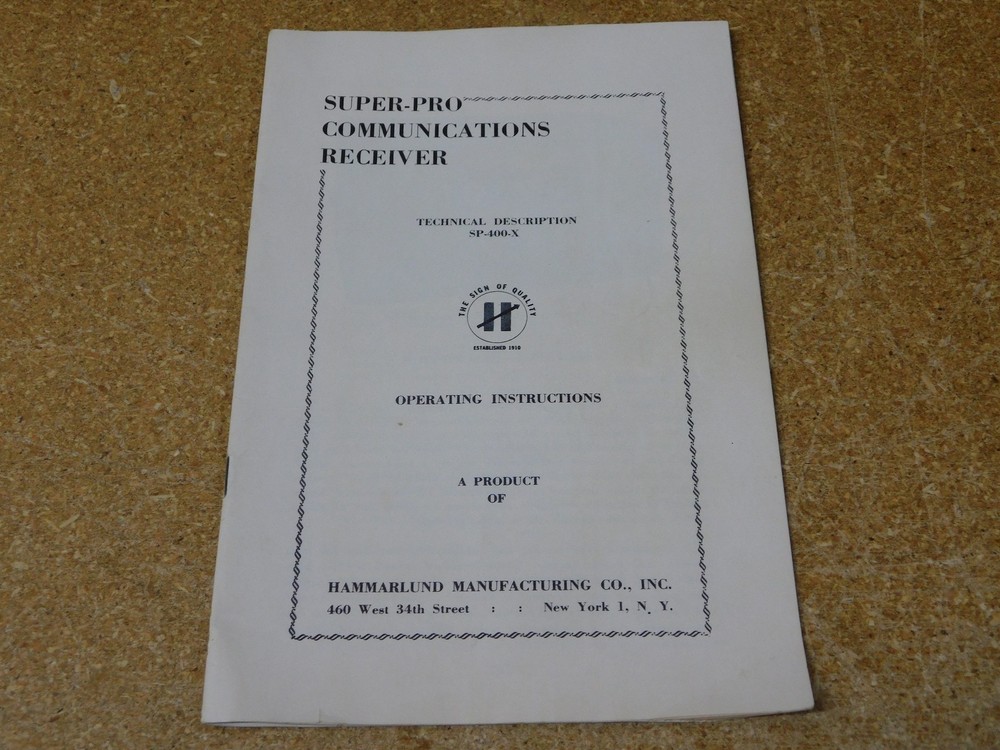 SUPER-PRO
COMMUNICATIONS
RECEIVER
TECHNICAL DESCRIPTION
SP-400-X
THE SIGN OF QUALITY
H
ESTABLISHED 1910
OPERATING INSTRUCTIONS
A PRODUCT
OF
HAMMARLUND MANUFACTURING CO., INC.
460 West 34th Street : : New York 1, N. Y.